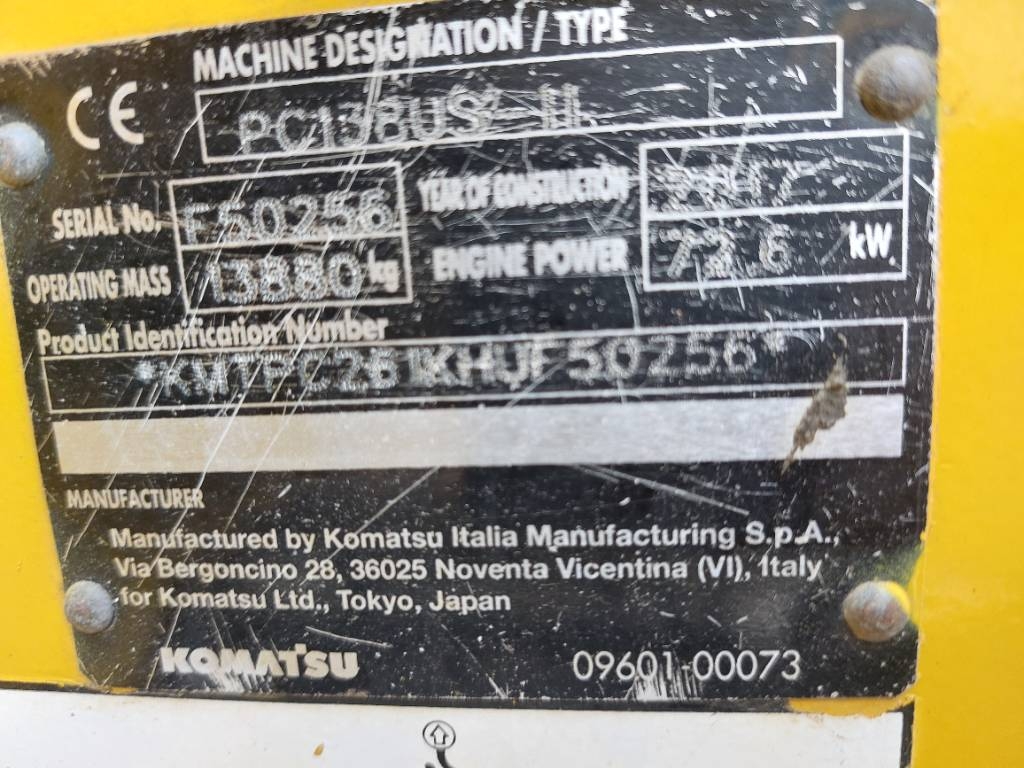 MACHINE DESIGNATION / TYPE
CE
PC138US
SERIAL No. F50256
YEAR OF CONSTRUCTION
OPERATING MASS 13880 kg
ENGINE POWER 72.6 kW
Product Identification Number
*KMTPC261KHUF50256*
MANUFACTURER
Manufactured by Komatsu Italia Manufacturing S.p.A.,
Via Bergoncino 28, 36025 Noventa Vicentina (VI), Italy
for Komatsu Ltd., Tokyo, Japan
KOMATSU
09601-00073